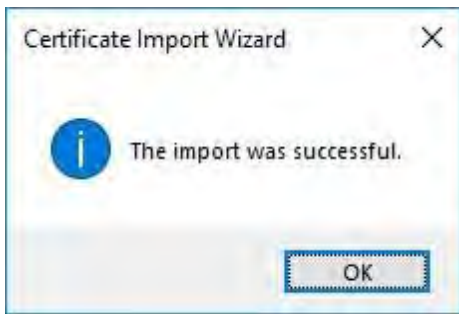 Certificate Import Wizard
The import was successful.
OK